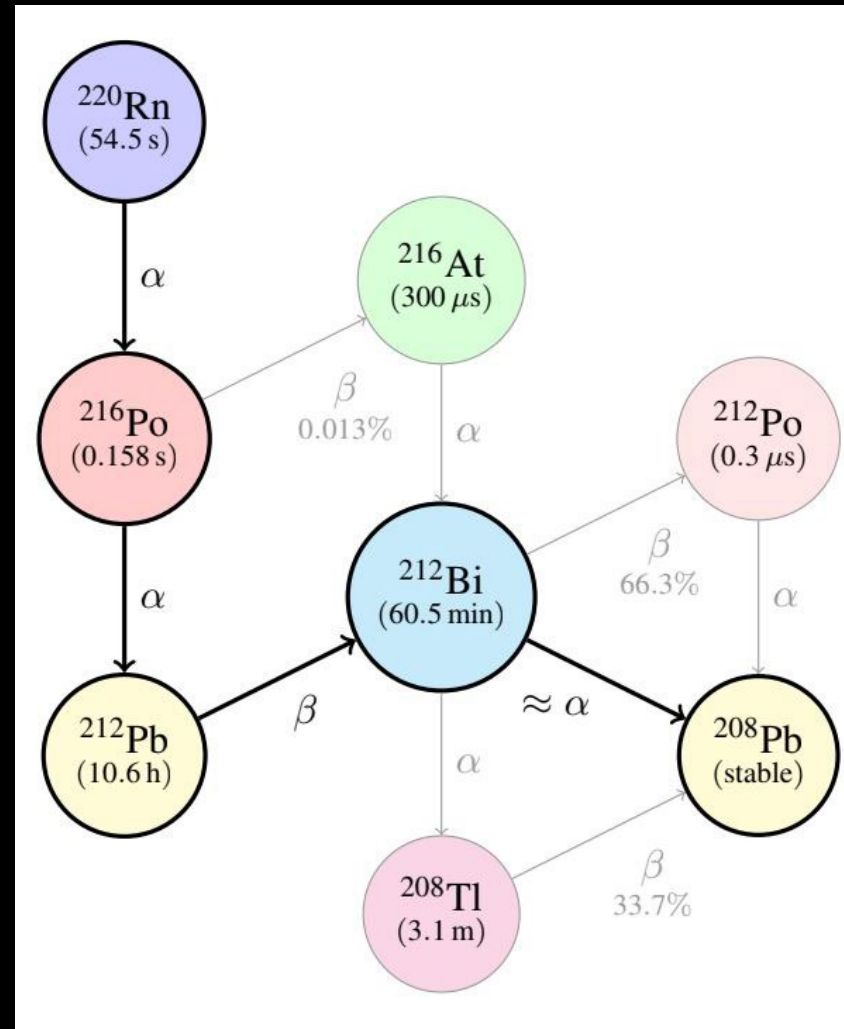 ²²⁰Rn
(54.5 s)
α
²¹⁶At
(300 μs)
²¹⁶Po
(0.158 s)
β
0.013%
α
²¹²Po
(0.3 μs)
α
²¹²Bi
(60.5 min)
β
66.3%
α
²¹²Pb
(10.6 h)
β
≈ α
²⁰⁸Pb
(stable)
α
²⁰⁸Tl
(3.1 m)
β
33.7%